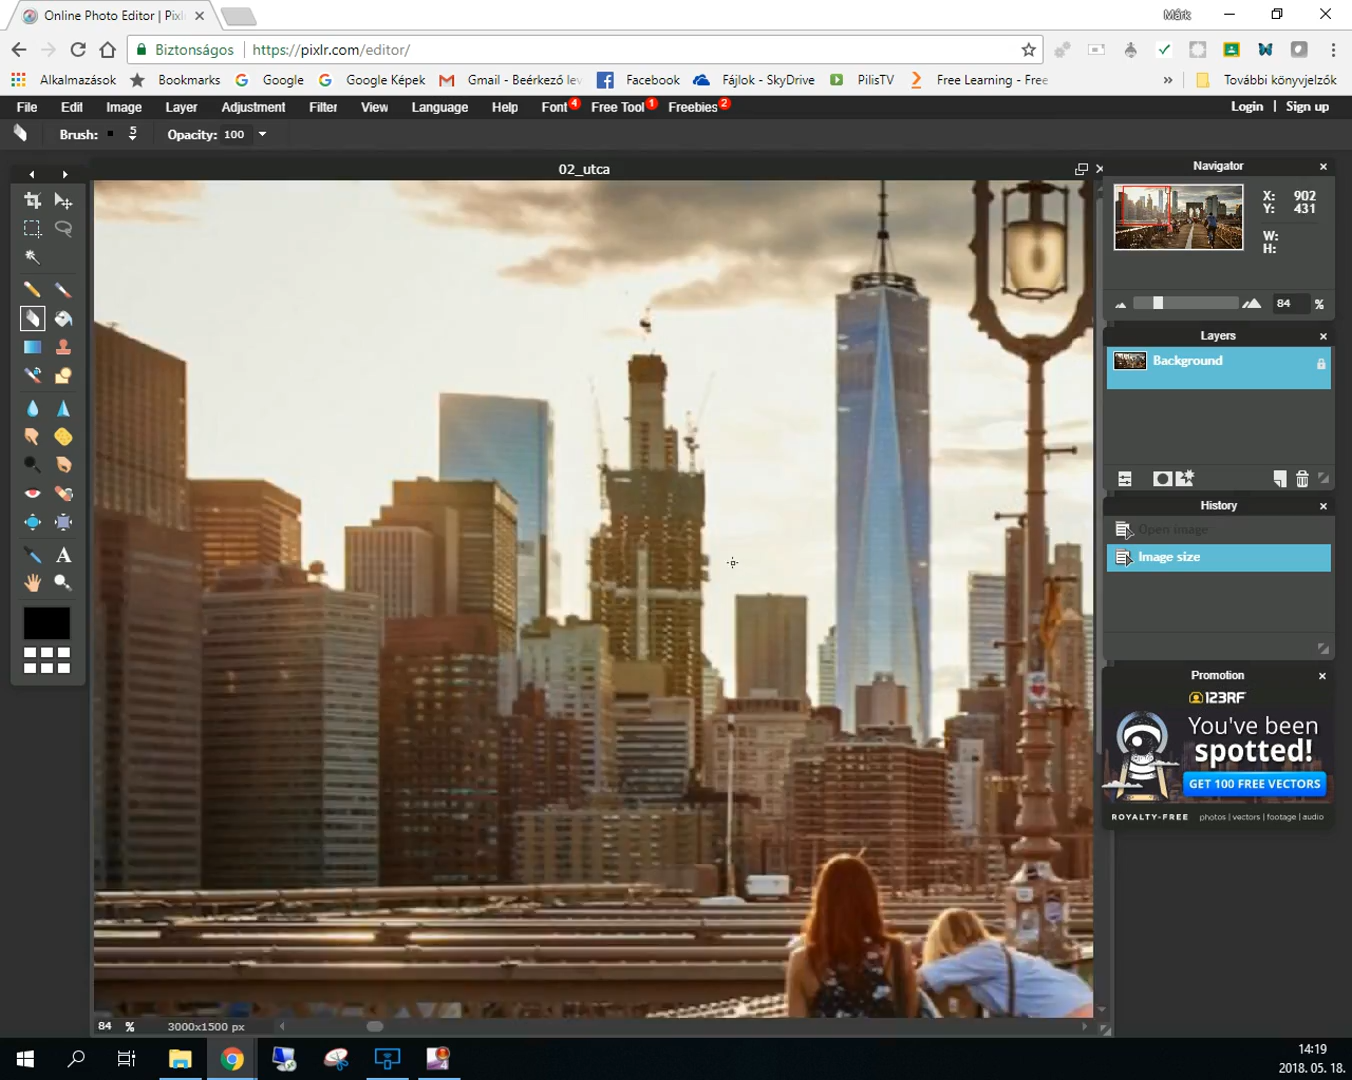 Online Photo Editor | Pixlr
Márk
Biztonságos
https://pixlr.com/editor/
Alkalmazások
Bookmarks
Google
Google Képek
Gmail - Beérkező lev
Facebook
Fájlok - SkyDrive
PilisTV
Free Learning - Free
»
További könyvjelzők
File Edit Image Layer Adjustment Filter View Language Help Font 4 Free Tool 1 Freebies 2
Login | Sign up
Brush: 5 Opacity: 100
02_utca
Navigator
X: 902
Y: 431
W:
H:
84 %
Layers
Background
History
Open image
Image size
A
Promotion
123RF
You've been
spotted!
GET 100 FREE VECTORS
ROYALTY-FREE photos | vectors | footage | audio
84 % 3000x1500 px
4
14:19
2018. 05. 18.